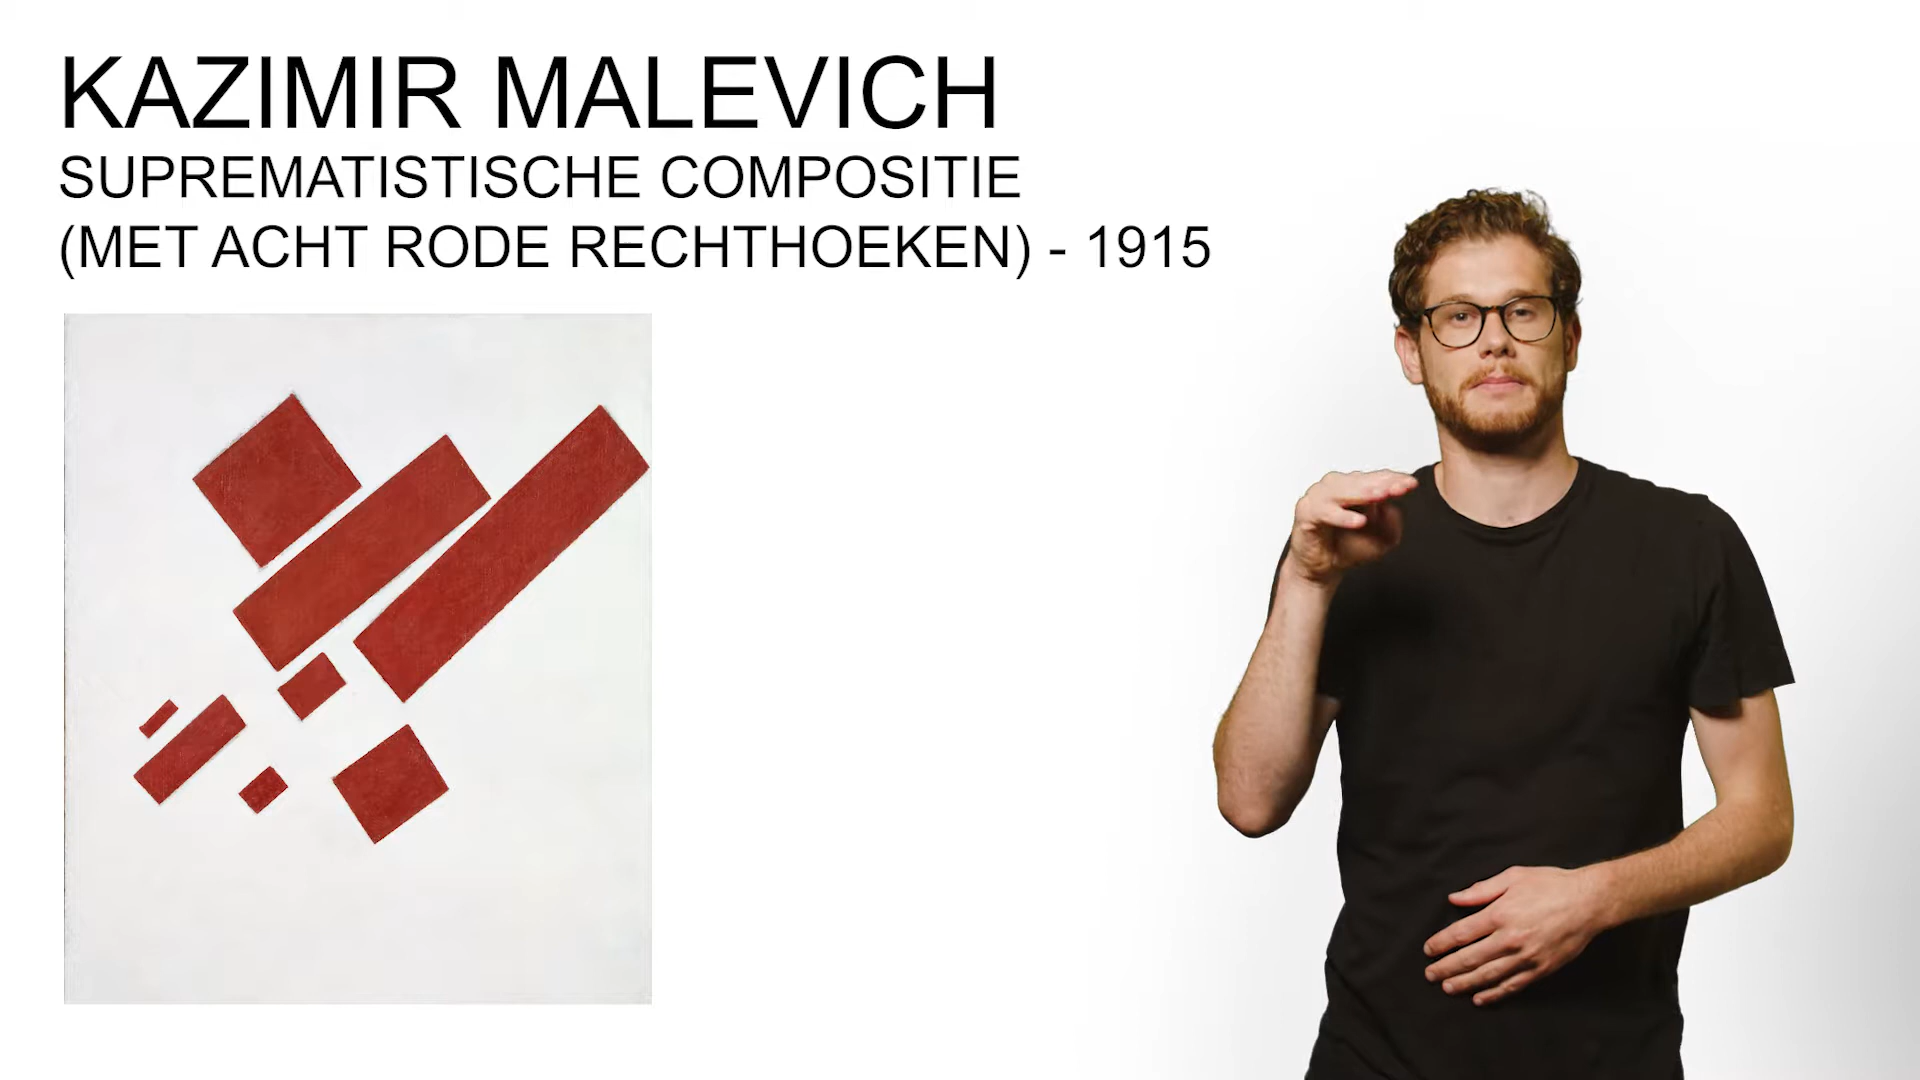 KAZIMIR MALEVICH
SUPREMATISTISCHE COMPOSITIE
(MET ACHT RODE RECHTHOEKEN) - 1915